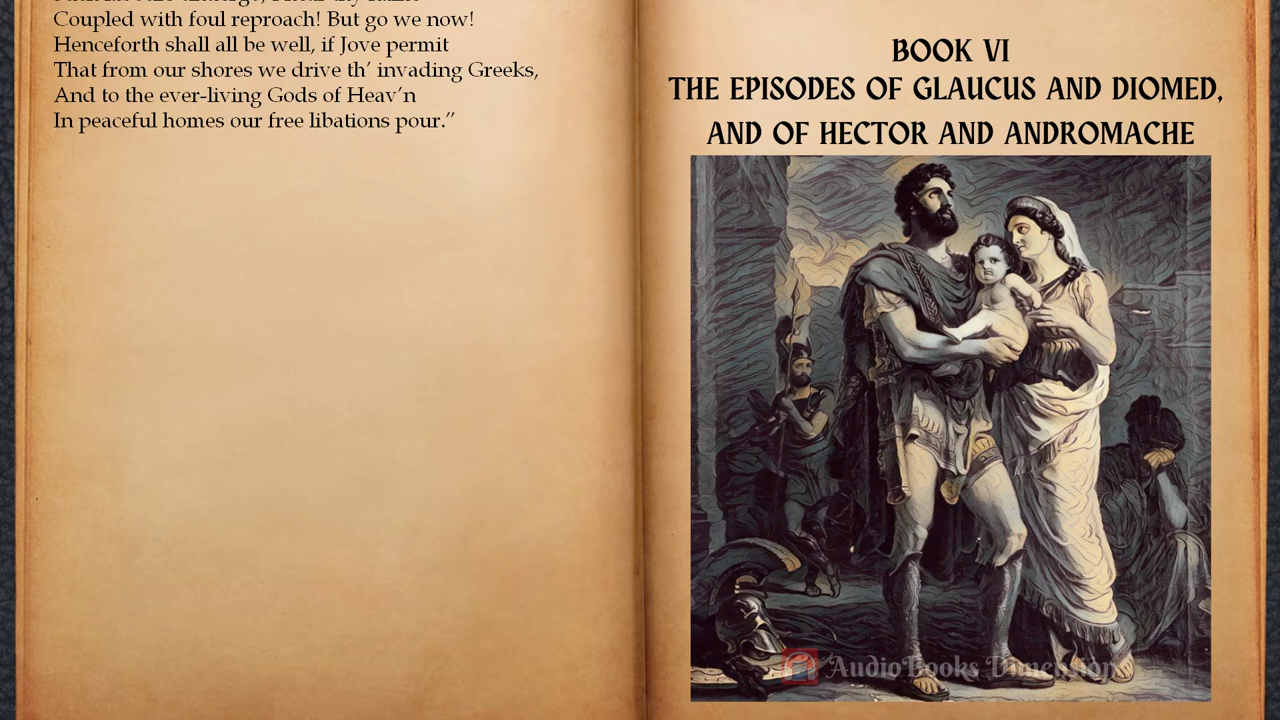 Coupled with foul reproach! But go we now!
Henceforth shall all be well, if Jove permit
That from our shores we drive th’ invading Greeks,
And to the ever-living Gods of Heav’n
In peaceful homes our free libations pour.”
BOOK VI
THE EPISODES OF GLAUCUS AND DIOMED,
AND OF HECTOR AND ANDROMACHE
AudioBooks Dimension